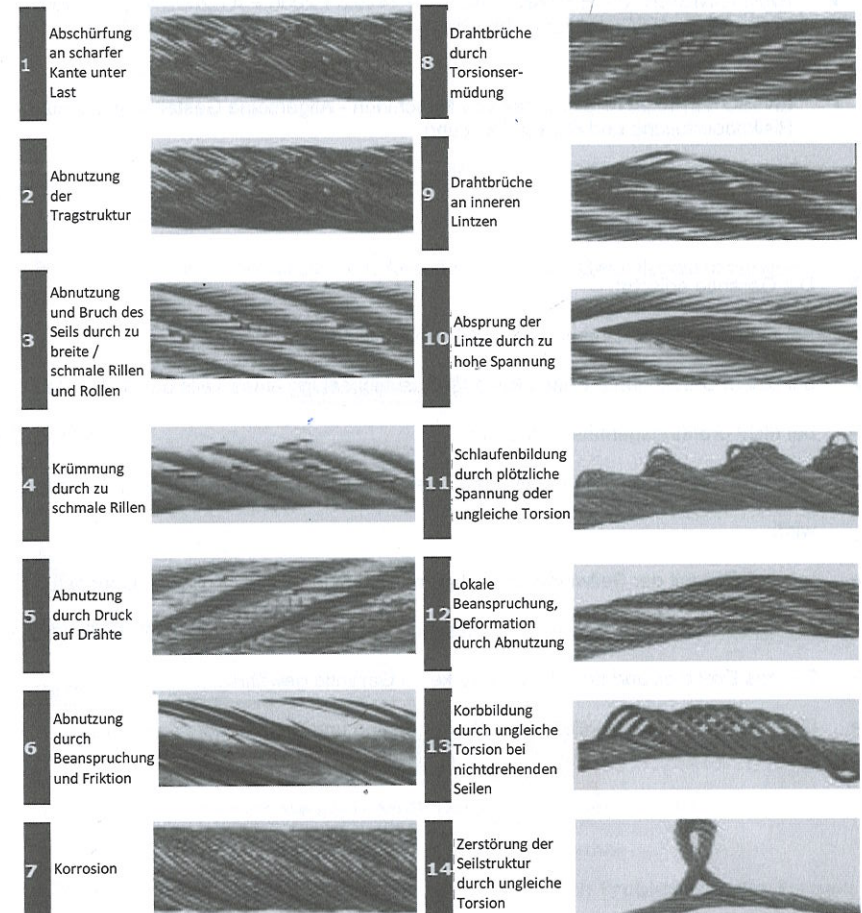 1
Abschürfung
an scharfer
Kante unter
Last
2
Abnutzung
der
Tragstruktur
3
Abnutzung
und Bruch des
Seils durch zu
breite /
schmale Rillen
und Rollen
4
Krümmung
durch zu
schmale Rillen
5
Abnutzung
durch Druck
auf Drähte
6
Abnutzung
durch
Beanspruchung
und Friktion
7
Korrosion
8
Drahtbrüche
durch
Torsionser-
müdung
9
Drahtbrüche
an inneren
Lintzen
10
Absprung der
Lintze durch zu
hohe Spannung
11
Schlaufenbildung
durch plötzliche
Spannung oder
ungleiche Torsion
12
Lokale
Beanspruchung,
Deformation
durch Abnutzung
13
Korbbildung
durch ungleiche
Torsion bei
nichtdrehenden
Seilen
14
Zerstörung der
Seilstruktur
durch ungleiche
Torsion